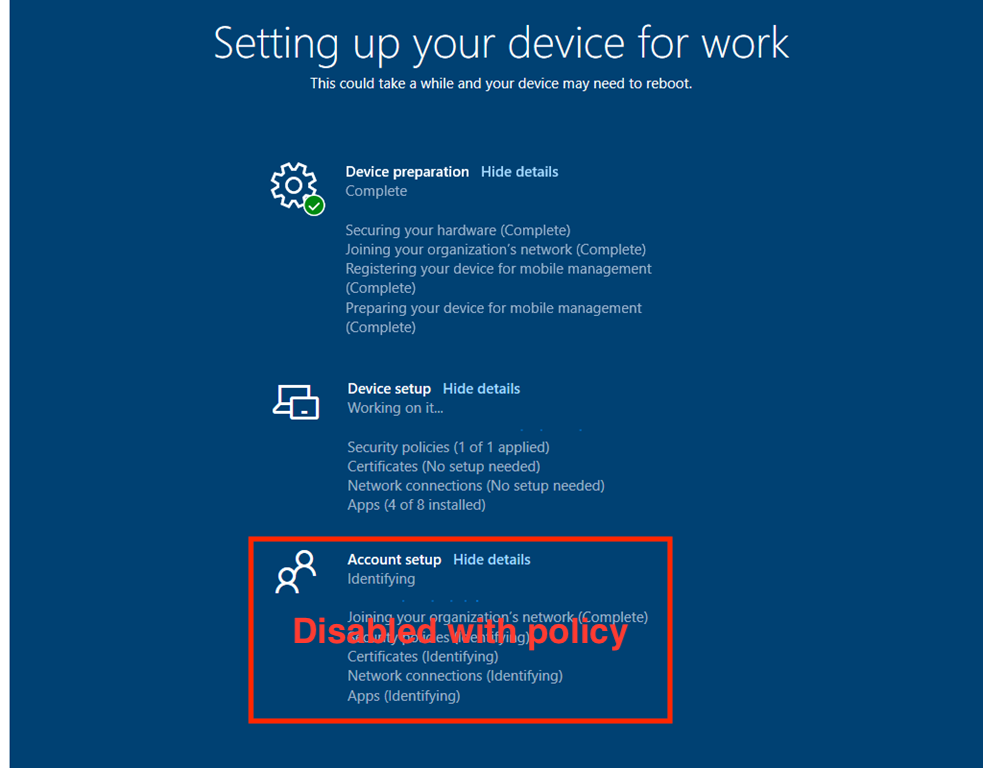 Setting up your device for work
This could take a while and your device may need to reboot.
Device preparation Hide details
Complete
Securing your hardware (Complete)
Joining your organization's network (Complete)
Registering your device for mobile management
(Complete)
Preparing your device for mobile management
(Complete)
Device setup Hide details
Working on it...
Security policies (1 of 1 applied)
Certificates (No setup needed)
Network connections (No setup needed)
Apps (4 of 8 installed)
Account setup Hide details
Identifying
Joining your organization's network (Complete)
Disabled with policy
Security policies (Identifying)
Certificates (Identifying)
Network connections (Identifying)
Apps (Identifying)